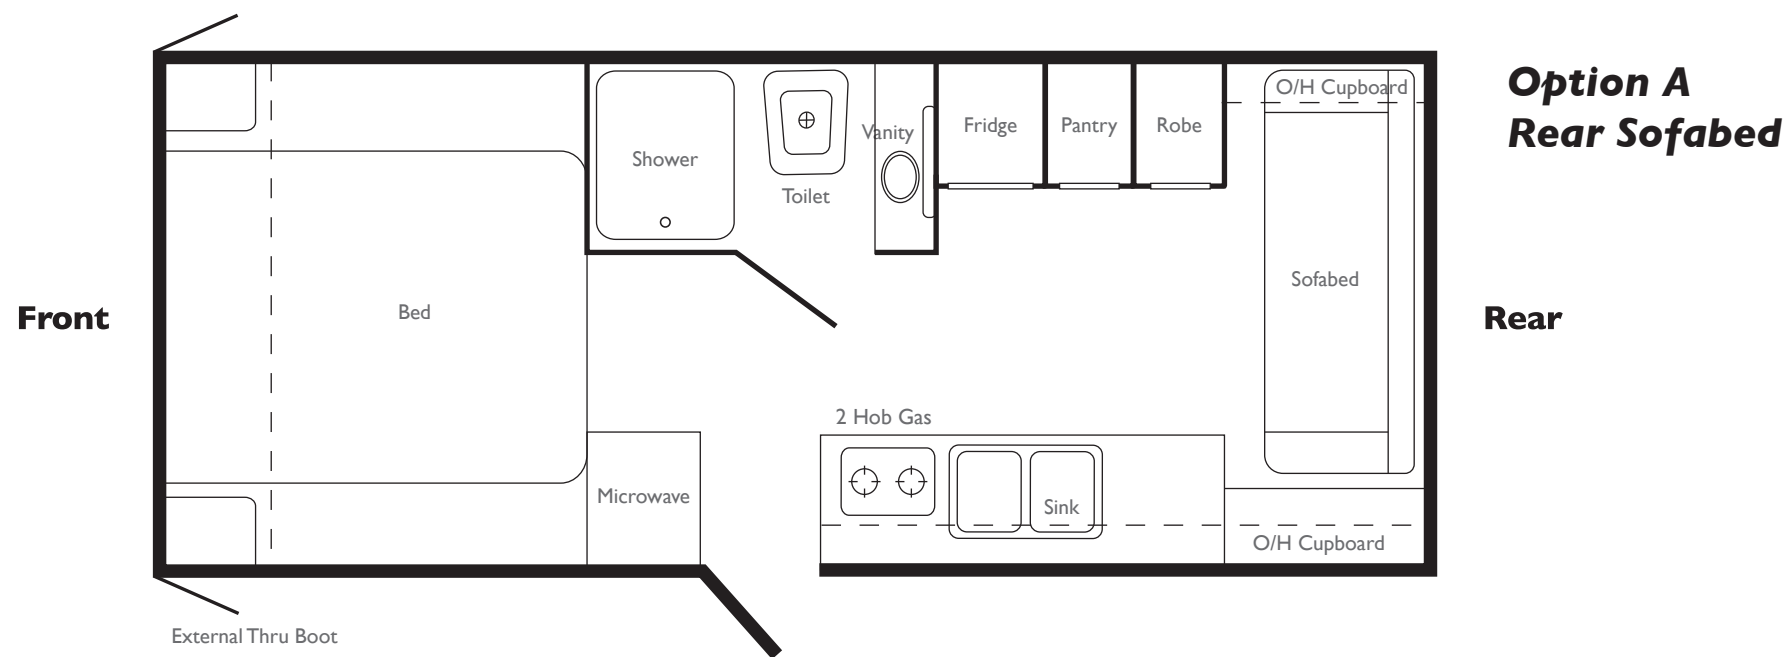 Option A
Rear Sofabed
O/H Cupboard
Vanity
Fridge
Pantry
Robe
Shower
Toilet
Sofabed
Front
Bed
Rear
2 Hob Gas
Microwave
Sink
O/H Cupboard
External Thru Boot